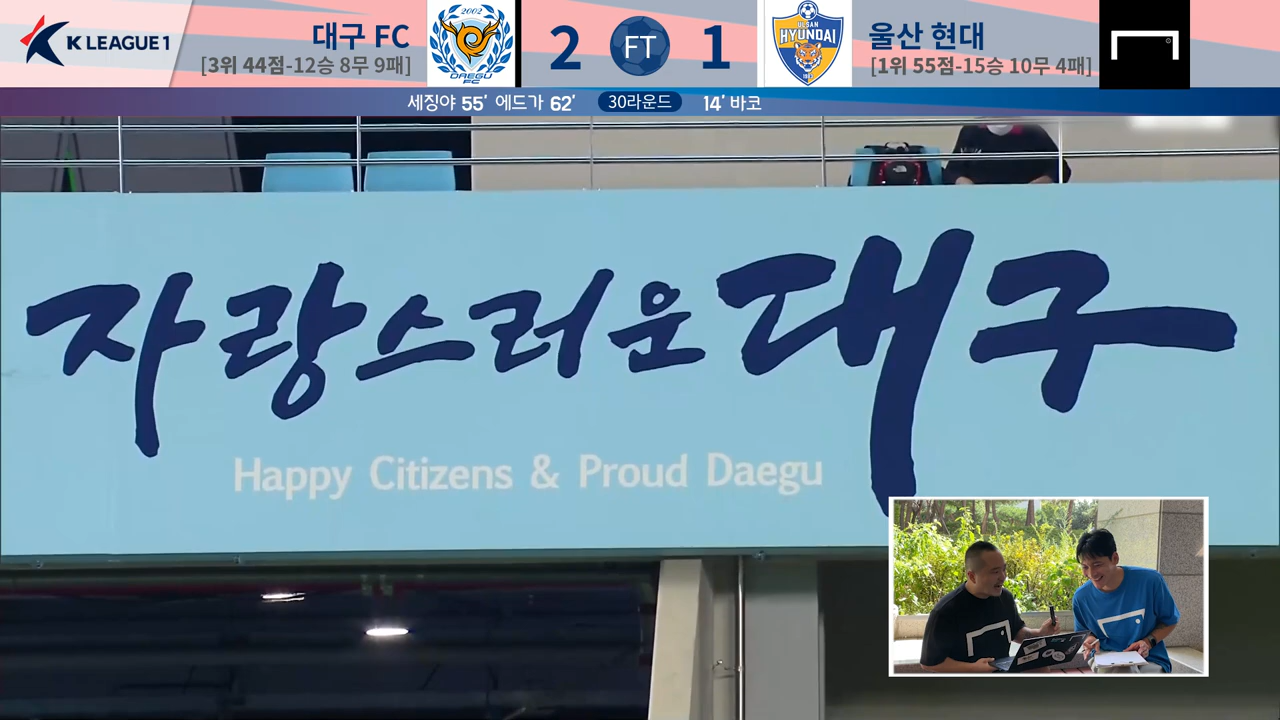 K LEAGUE 1
대구 FC
[3위 44점-12승 8무 9패]
2002
DAEGU FC
2 FT 1
ULSAN
HYUNDAI
울산 현대
[1위 55점-15승 10무 4패]
세징야 55' 에드가 62' 30라운드 14' 바코
자랑스러운 대구
Happy Citizens & Proud Daegu